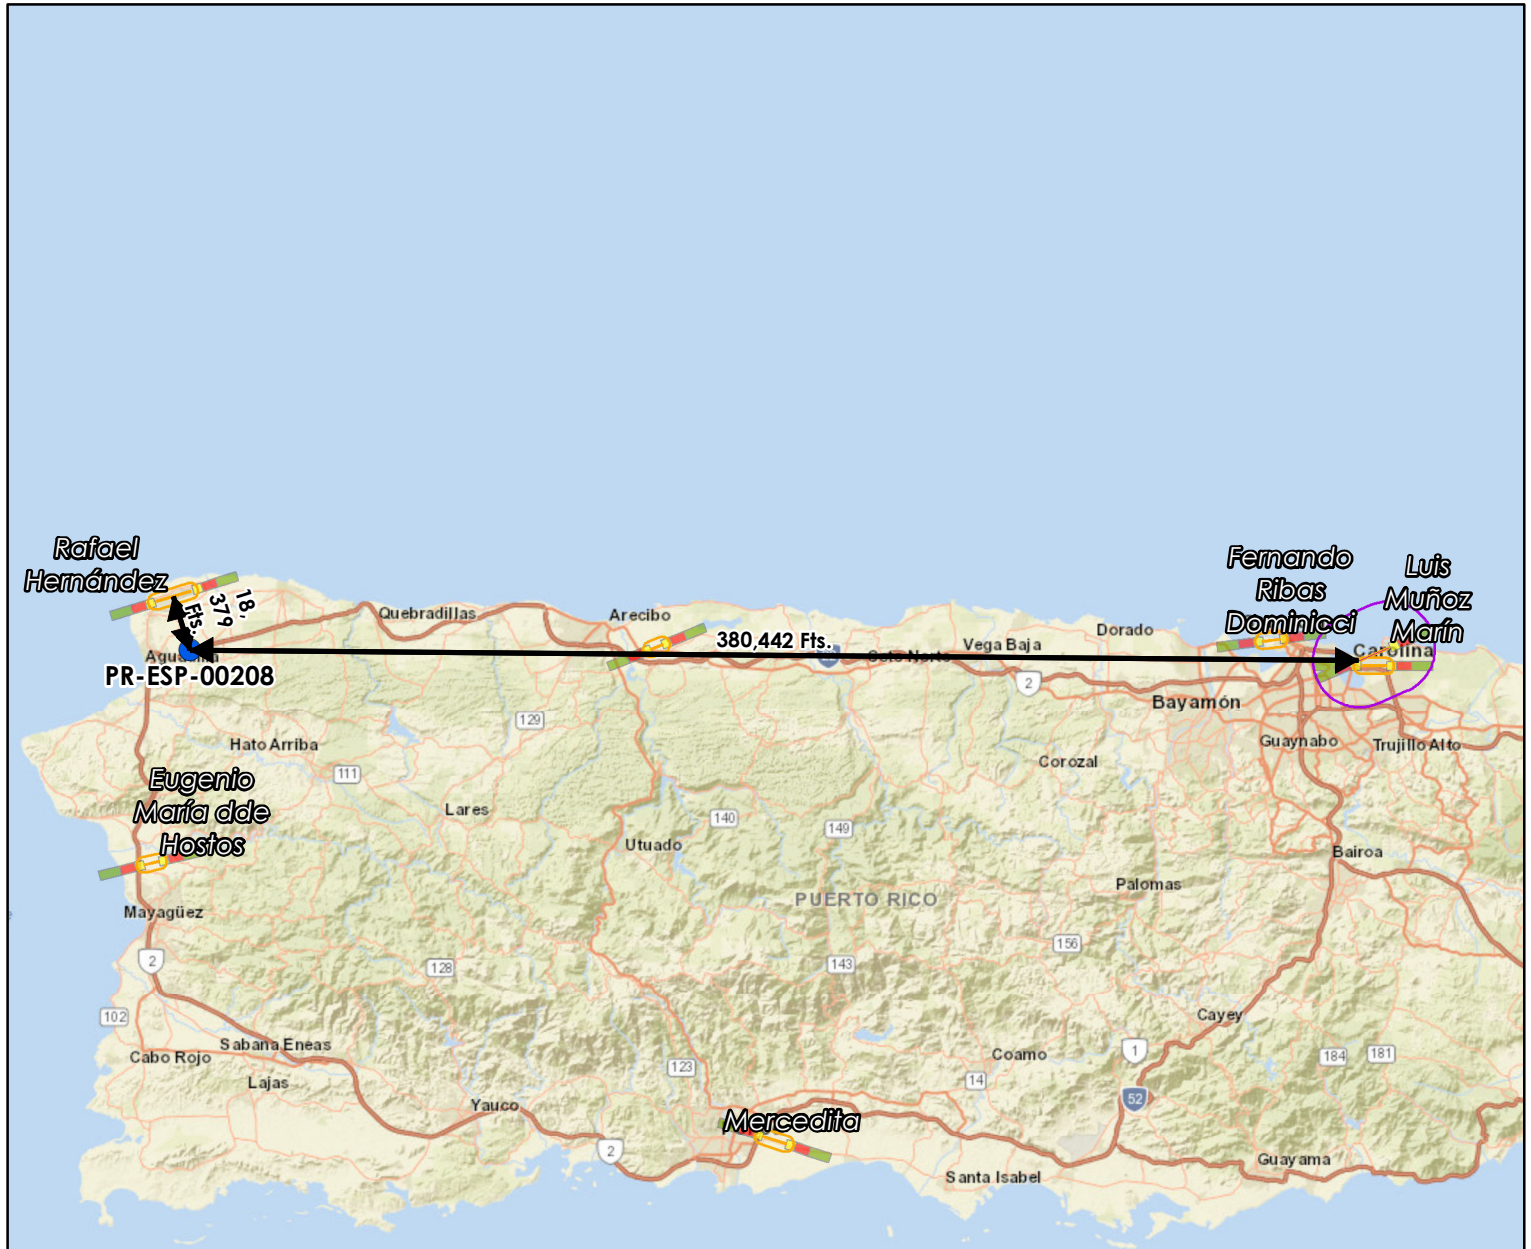 Rafael
Hernández
18,
379
Fts.
Quebradillas
Arecibo
380,442 Fts.
Vega Baja
Dorado
Fernando
Ribas
Dominicci
Luis
Muñoz
Marín
Carolina
PR-ESP-00208
2
Bayamón
129
Hato Arriba
111
Guaynabo
Trujillo Alto
Corozal
Eugenio
María dde
Hostos
Lares
140
149
Utuado
Bairoa
Palomas
PUERTO RICO
Mayagüez
156
2
128
143
102
Cayey
Sabana Eneas
Cabo Rojo
Lajas
123
Coamo
1
184
181
14
52
Yauco
Mercedita
2
Santa Isabel
Guayama